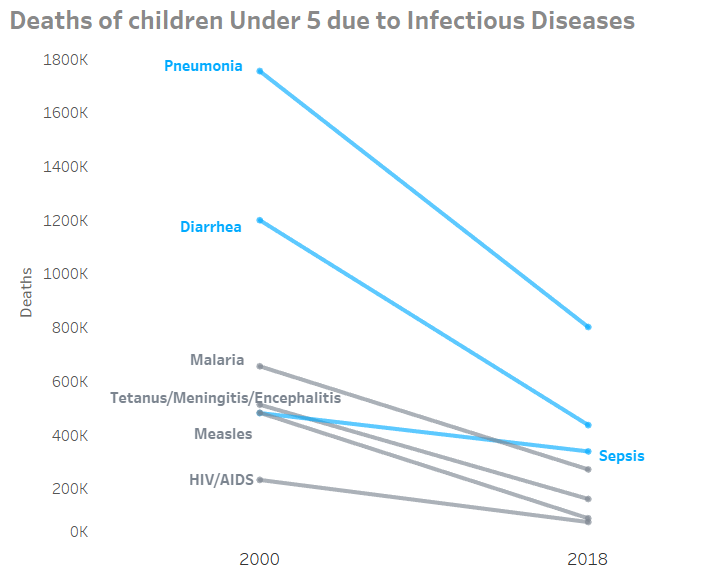 Deaths of children Under 5 due to Infectious Diseases
1800K
Pneumonia
1600K
1400K
1200K
Diarrhea
1000K
Deaths
800K
Malaria
600K
Tetanus/Meningitis/Encephalitis
Measles
400K
Sepsis
HIV/AIDS
200K
0K
2000
2018